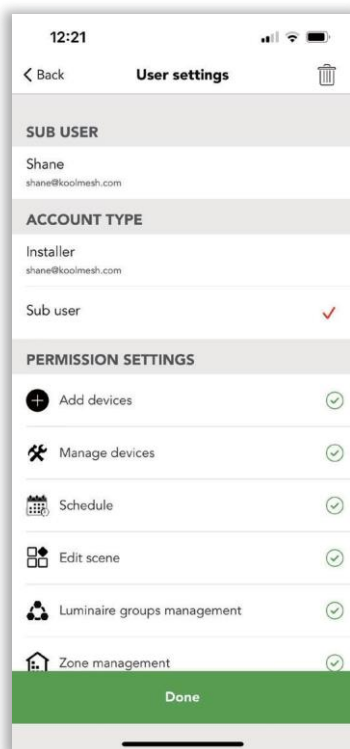 12:21
Back
User settings
SUB USER
Shane
shane@koolmesh.com
ACCOUNT TYPE
Installer
shane@koolmesh.com
Sub user
PERMISSION SETTINGS
Add devices
Manage devices
Schedule
Edit scene
Luminaire groups management
Zone management
Done